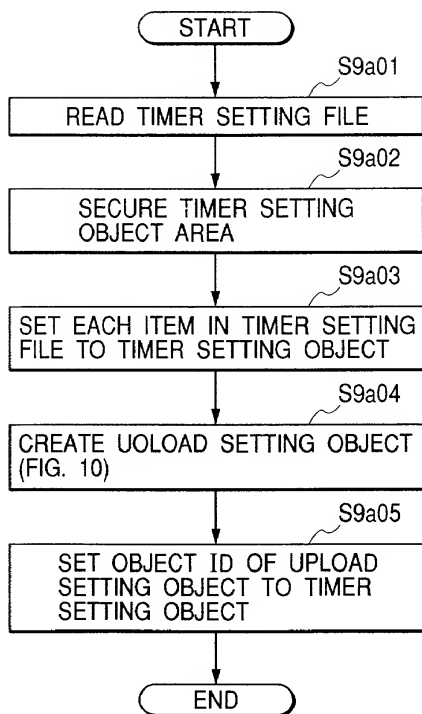 START
S9a01
READ TIMER SETTING FILE
S9a02
SECURE TIMER SETTING
OBJECT AREA
S9a03
SET EACH ITEM IN TIMER SETTING
FILE TO TIMER SETTING OBJECT
S9a04
CREATE UOLOAD SETTING OBJECT
(FIG. 10)
S9a05
SET OBJECT ID OF UPLOAD
SETTING OBJECT TO TIMER
SETTING OBJECT
END